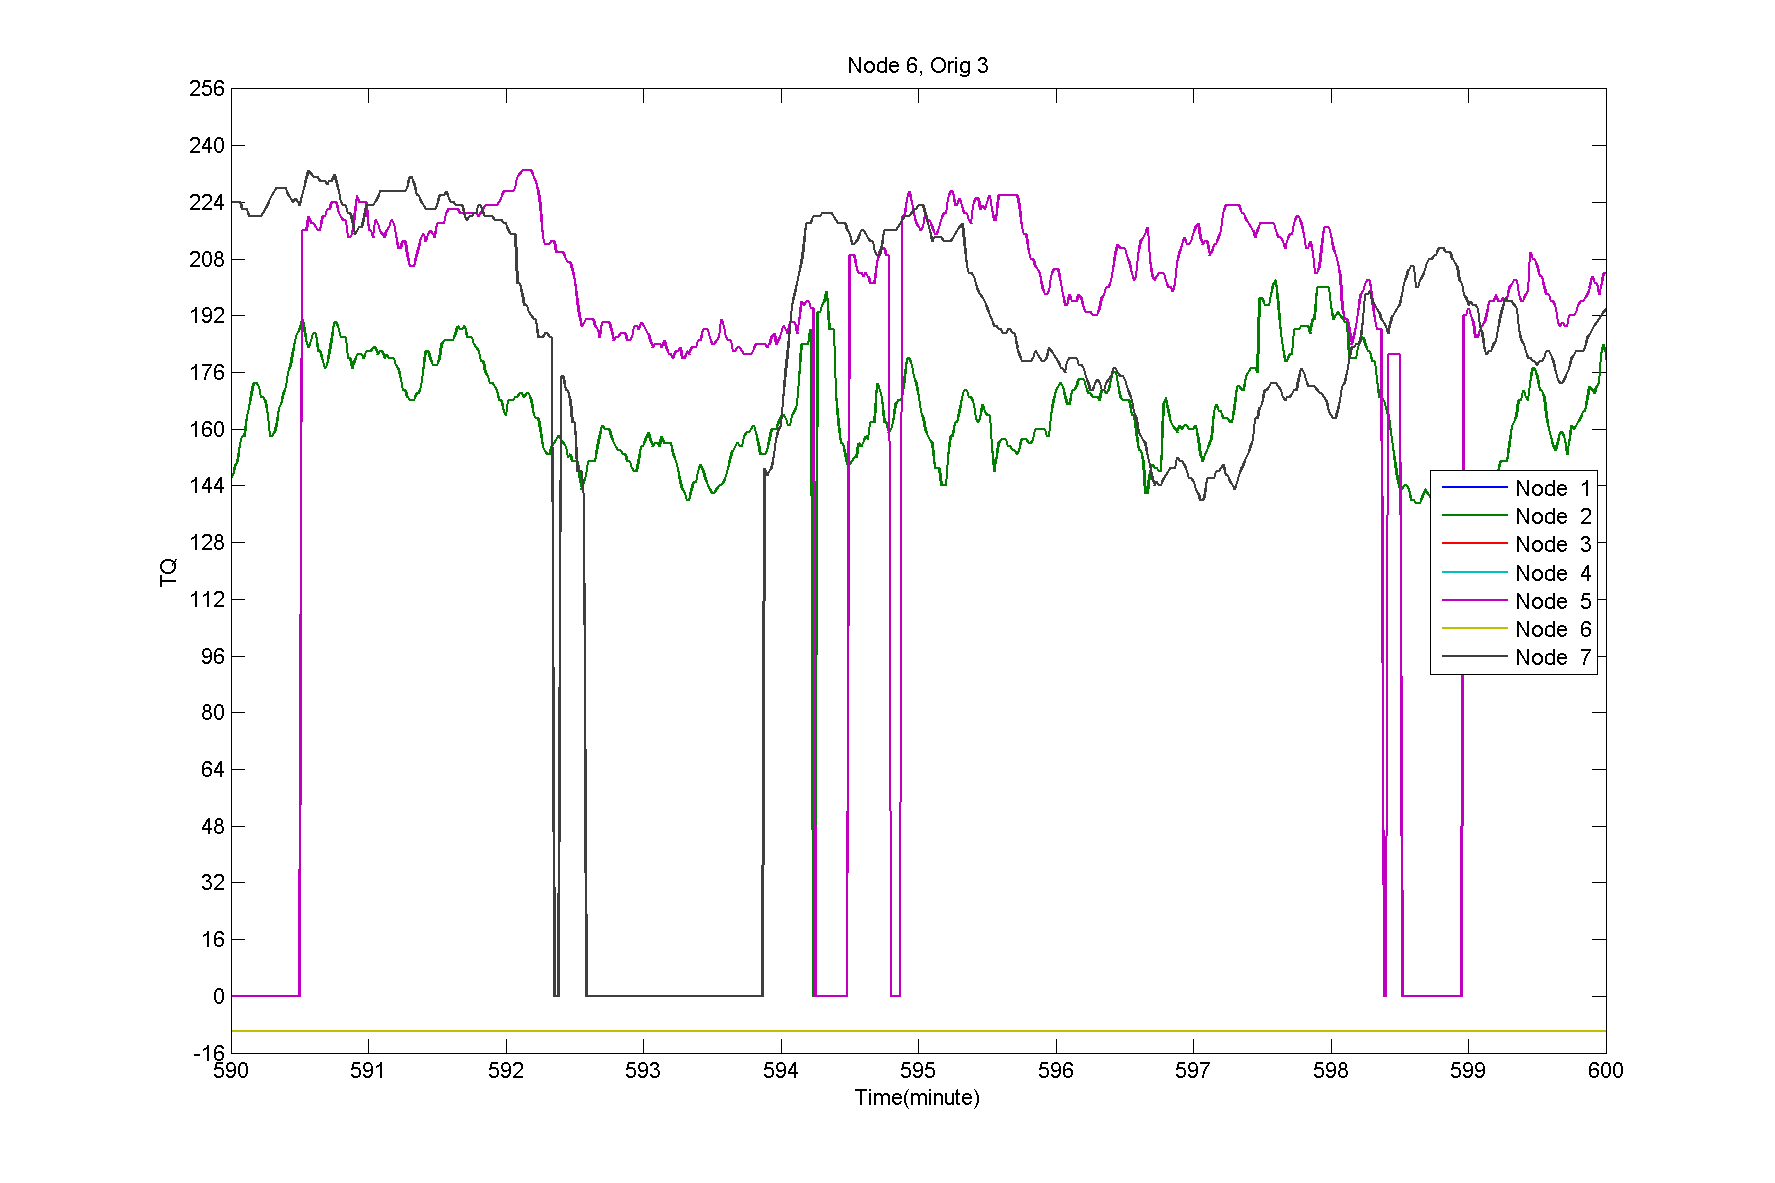 Node 6, Orig 3
256
240
224
208
192
176
160
144
128
112
96
80
64
48
32
16
0
-16
TQ
Node 1
Node 2
Node 3
Node 4
Node 5
Node 6
Node 7
590 591 592 593 594 595 596 597 598 599 600
Time(minute)